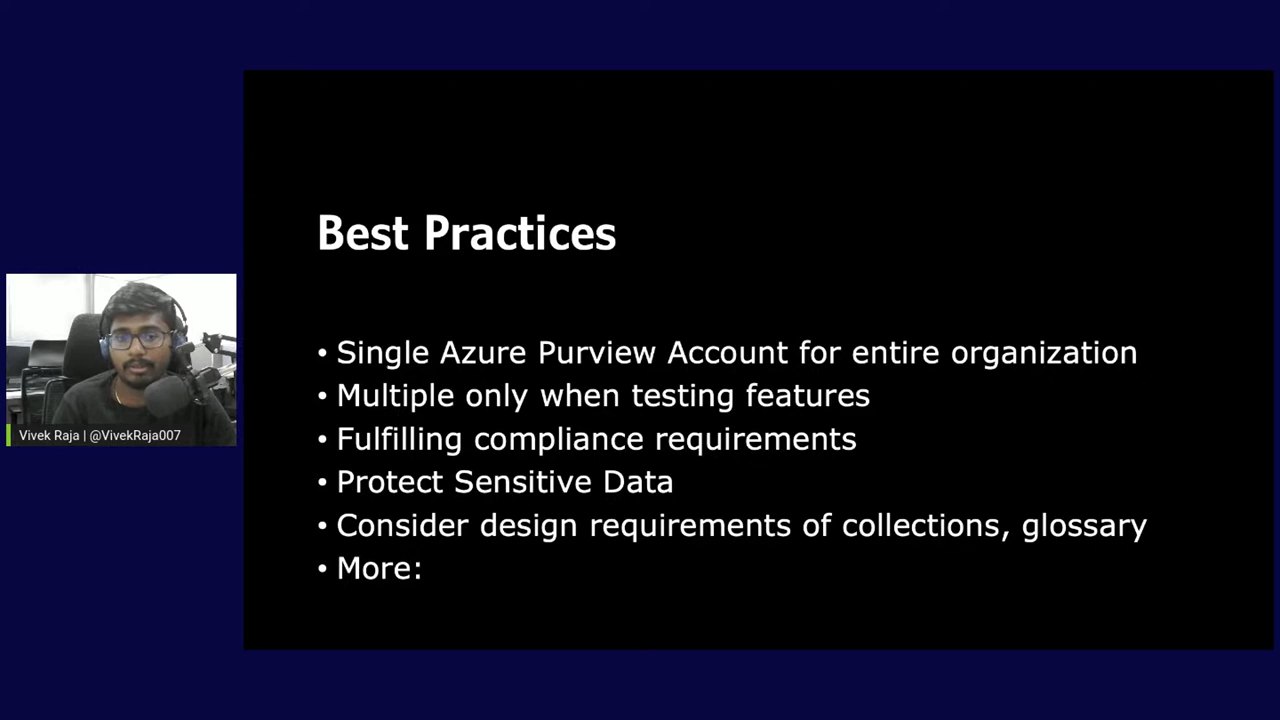 Best Practices
• Single Azure Purview Account for entire organization
• Multiple only when testing features
• Fulfilling compliance requirements
• Protect Sensitive Data
• Consider design requirements of collections, glossary
• More:
Vivek Raja | @VivekRaja007